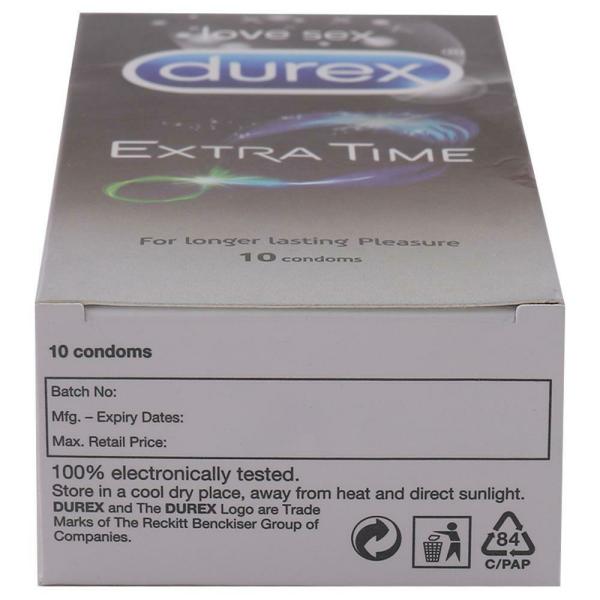 love sex
durex
EXTRA TIME
For longer lasting Pleasure
10 condoms
10 condoms
Batch No:
Mfg. – Expiry Dates:
Max. Retail Price:
100% electronically tested.
Store in a cool dry place, away from heat and direct sunlight.
DUREX and The DUREX Logo are Trade
Marks of The Reckitt Benckiser Group of
Companies.
84
C/PAP